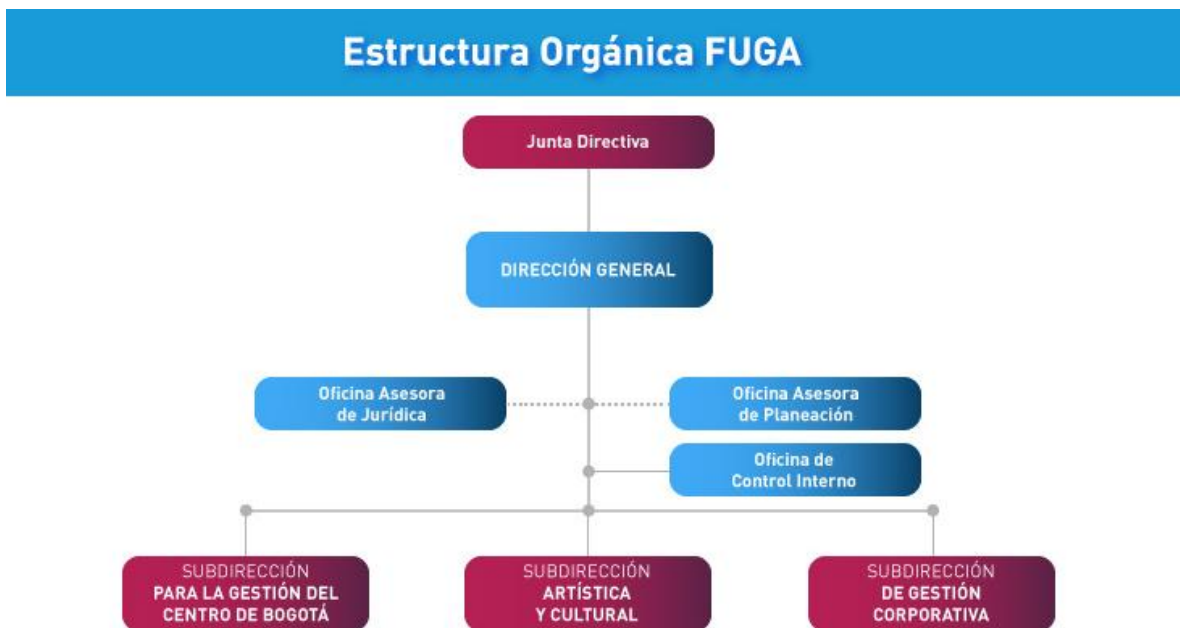 Estructura Orgánica FUGA
Junta Directiva
DIRECCIÓN GENERAL
Oficina Asesora
de Jurídica
Oficina Asesora
de Planeación
Oficina de
Control Interno
SUBDIRECCIÓN
PARA LA GESTIÓN DEL
CENTRO DE BOGOTÁ
SUBDIRECCIÓN
ARTÍSTICA
Y CULTURAL
SUBDIRECCIÓN
DE GESTIÓN
CORPORATIVA